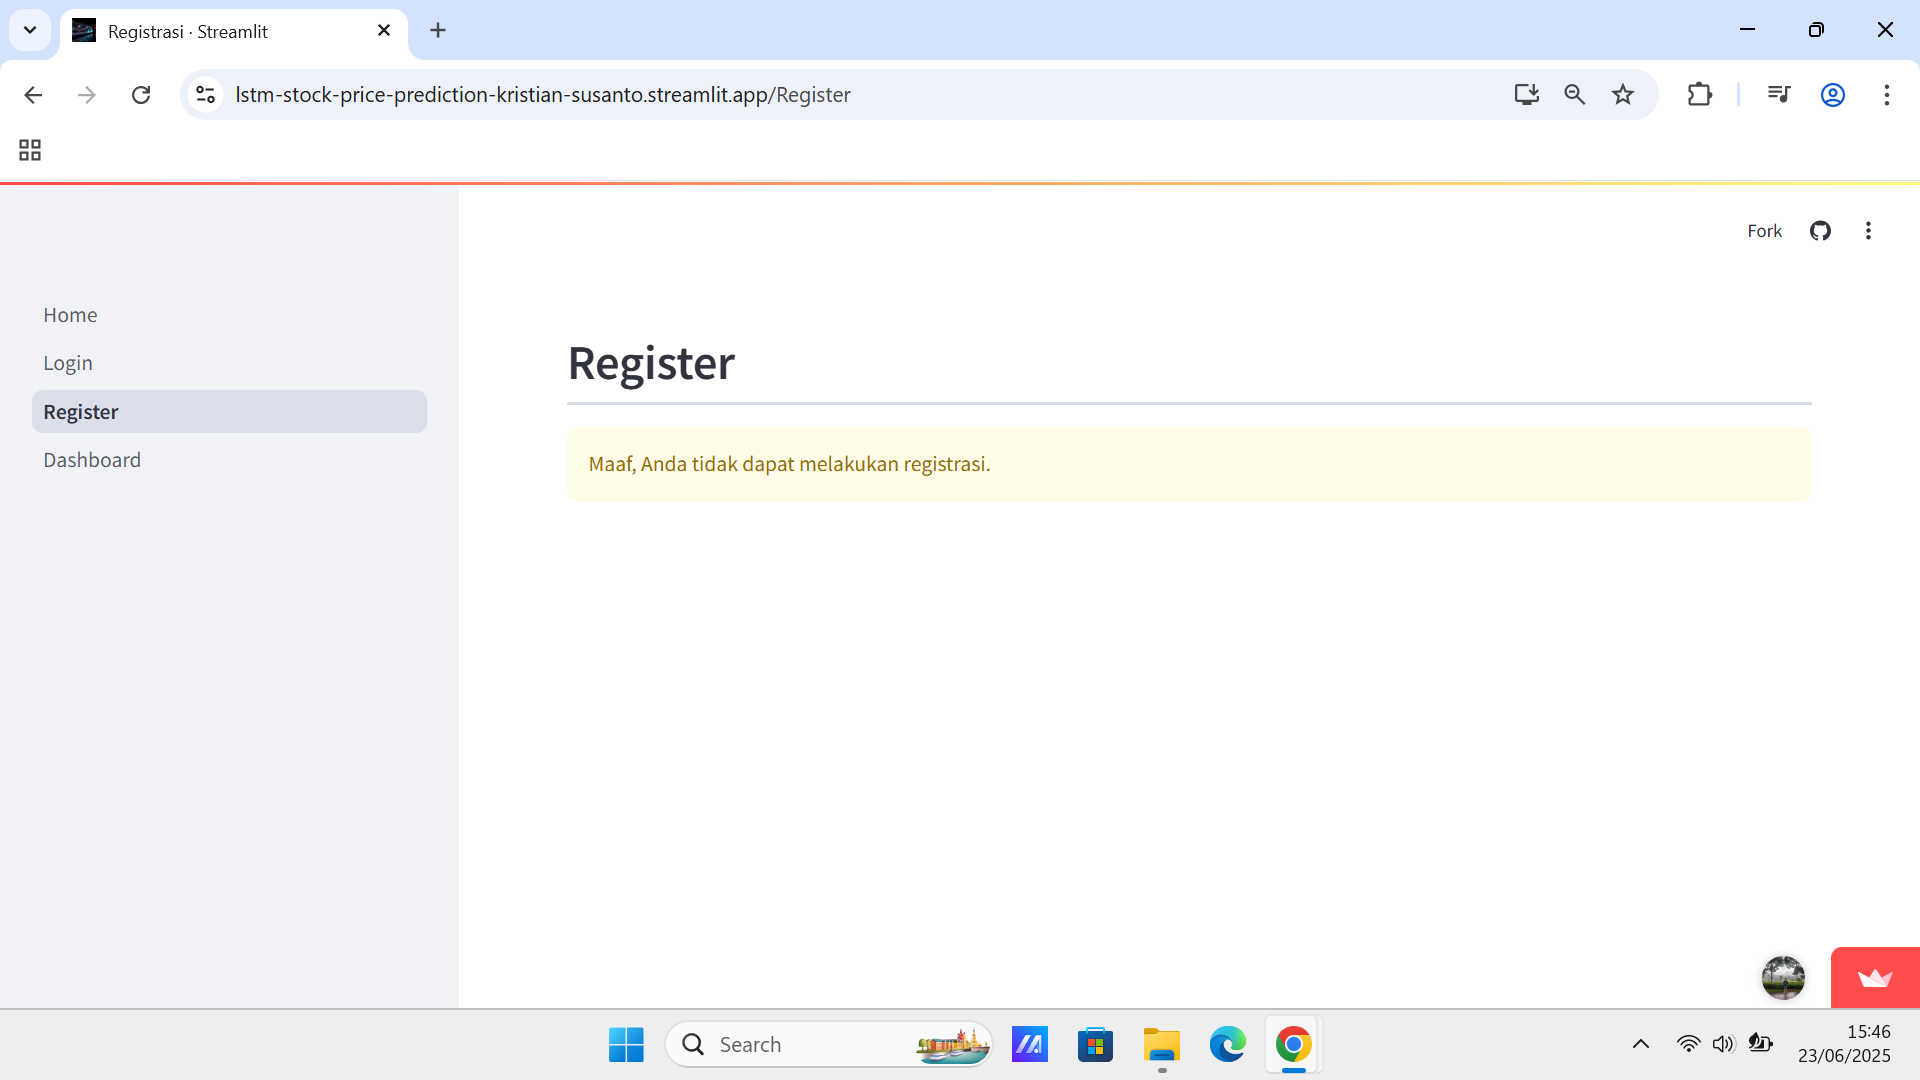 Registrasi · Streamlit
lstm-stock-price-prediction-kristian-susanto.streamlit.app/Register
Fork
Home
Login
Register
Dashboard
Register
Maaf, Anda tidak dapat melakukan registrasi.
Search
15:46
23/06/2025